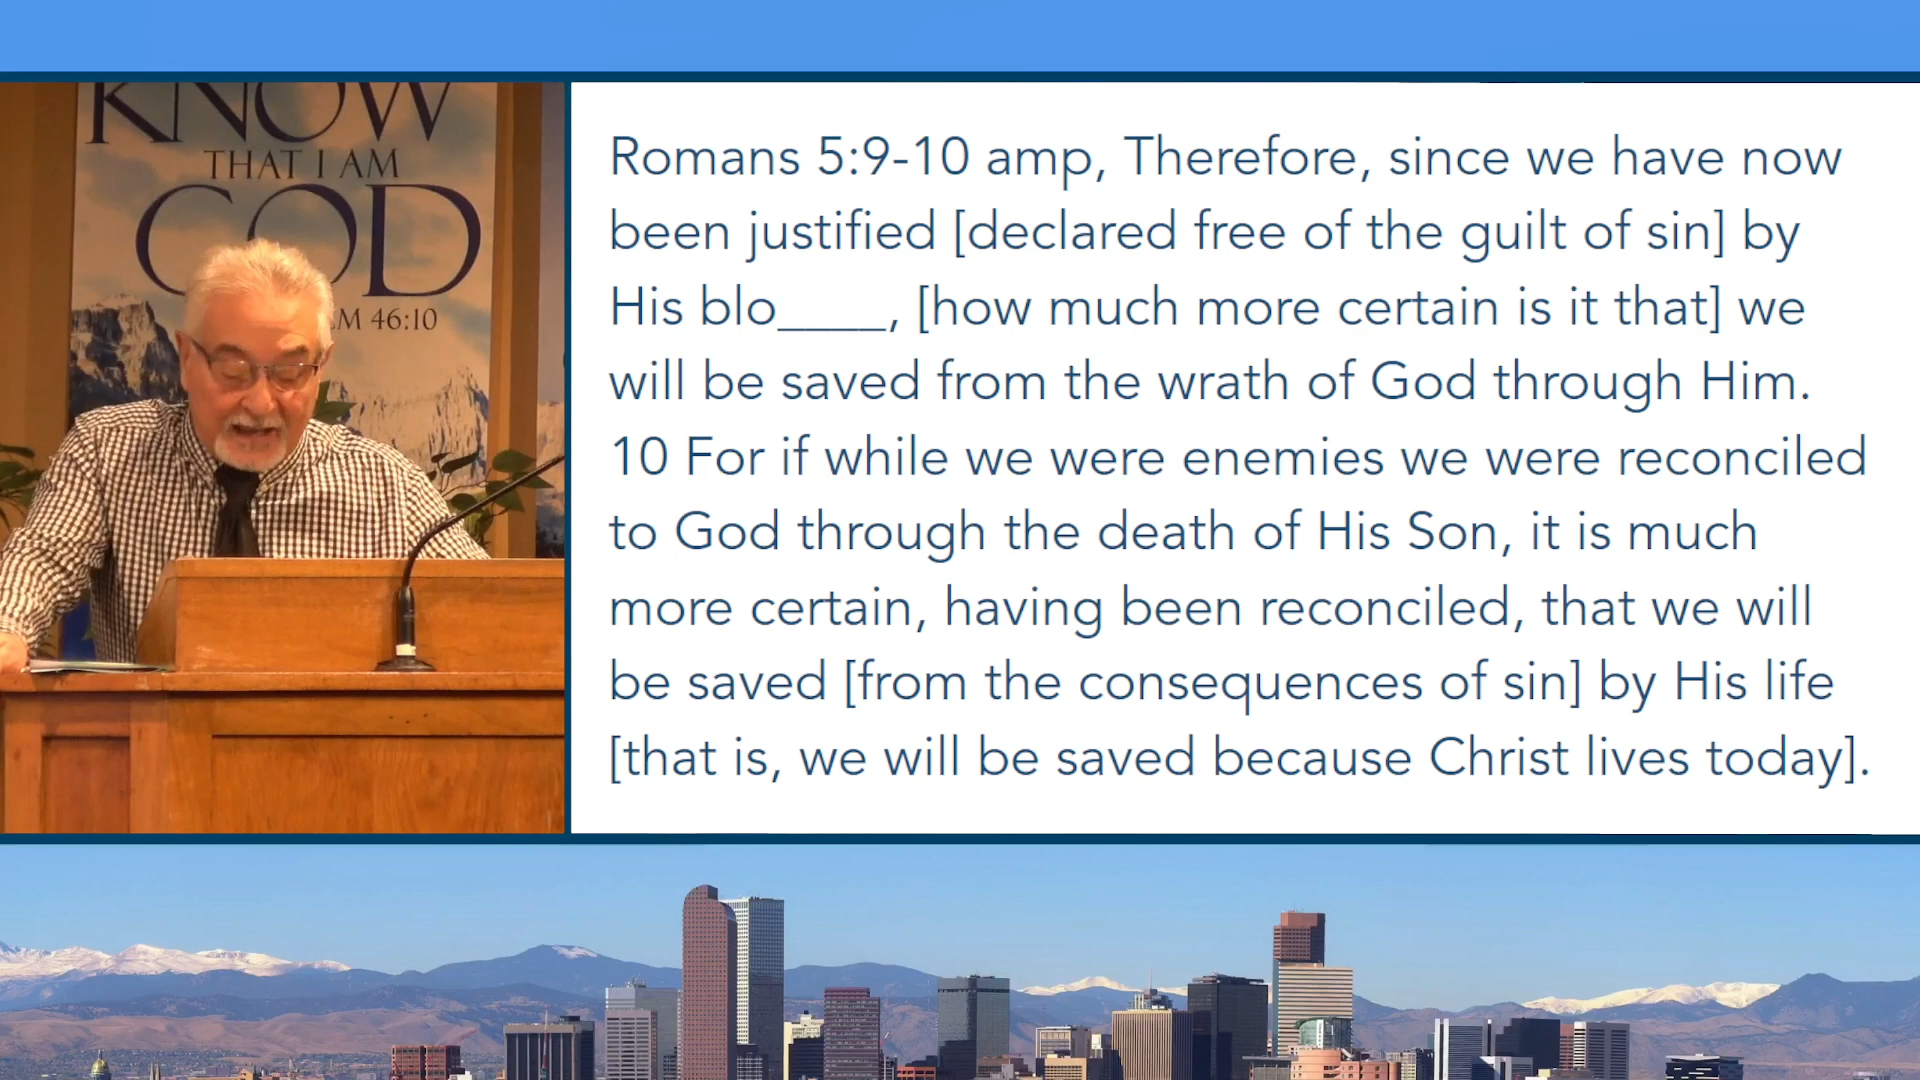 KNOW
THAT I AM
GOD
M 46:10
Romans 5:9-10 amp, Therefore, since we have now
been justified [declared free of the guilt of sin] by
His blo____, [how much more certain is it that] we
will be saved from the wrath of God through Him.
10 For if while we were enemies we were reconciled
to God through the death of His Son, it is much
more certain, having been reconciled, that we will
be saved [from the consequences of sin] by His life
[that is, we will be saved because Christ lives today].